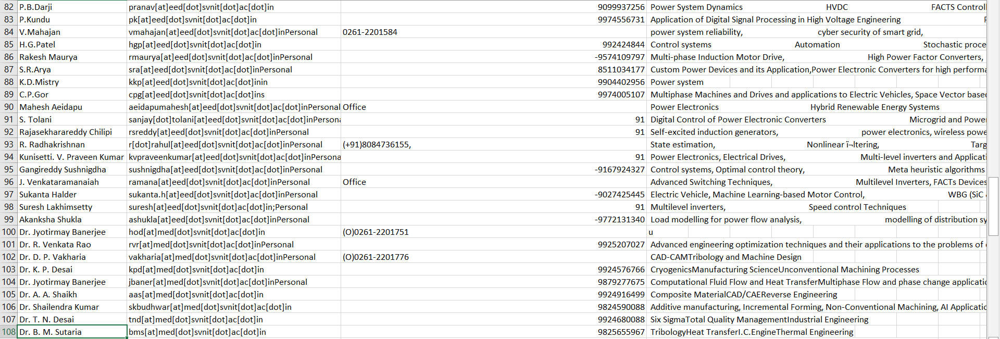 82 P.B.Darji pranav[at]eed[dot]svnit[dot]ac[dot]in 9099937256 Power System Dynamics HVDC FACTS Controll
83 P.Kundu pk[at]eed[dot]svnit[dot]ac[dot]in 9974556731 Application of Digital Signal Processing in High Voltage Engineering
84 V.Mahajan vmahajan[at]eed[dot]svnit[dot]ac[dot]inPersonal 0261-2201584 power system reliability, cyber security of smart grid,
85 H.G.Patel hgp[at]eed[dot]svnit[dot]ac[dot]in 992424844 Control systems Automation Stochastic proce
86 Rakesh Maurya rmaurya[at]eed[dot]svnit[dot]ac[dot]inPersonal -9574109797 Multi-phase Induction Motor Drive, High Power Factor Converters,
87 S.R.Arya sra[at]eed[dot]svnit[dot]ac[dot]inPersonal 8511034177 Custom Power Devices and its Application,Power Electronic Converters for high performa
88 K.D.Mistry kkp[at]eed[dot]svnit[dot]ac[dot]inin 9904402956 Power system
89 C.P.Gor cpg[at]eed[dot]svnit[dot]ac[dot]ins 9974005107 Multiphase Machines and Drives and applications to Electric Vehicles, Space Vector based
90 Mahesh Aeidapu aeidapumahesh[at]eed[dot]svnit[dot]ac[dot]inPersonal Office Power Electronics Hybrid Renewable Energy Systems
91 S. Tolani sanjay[dot]tolani[at]eed[dot]svnit[dot]ac[dot]inPersona 91 Digital Control of Power Electronic Converters Microgrid and Power
92 Rajasekharareddy Chilipi rsreddy[at]eed[dot]svnit[dot]ac[dot]inPersonal 91 Self-excited induction generators, power electronics, wireless powe
93 R. Radhakrishnan r[dot]rahul[at]eed[dot]svnit[dot]ac[dot]inPersonal (+91)8084736155, State estimation, Nonlinear ï¬ltering, Targ
94 Kunisetti. V. Praveen Kumar kvpraveenkumar[at]eed[dot]svnit[dot]ac[dot]inPersona 91 Power Electronics, Electrical Drives, Multi-level inverters and Applicati
95 Gangireddy Sushnigdha sushnigdha[at]eed[dot]svnit[dot]ac[dot]inPersonal -9167924327 Control systems, Optimal control theory, Meta heuristic algorithms
96 J. Venkataramanaiah ramana[at]eed[dot]svnit[dot]ac[dot]inPersonal Office Advanced Switching Techniques, Multilevel Inverters, FACTs Devices
97 Sukanta Halder sukanta.h[at]eed[dot]svnit[dot]ac[dot]inPersonal -9027425445 Electric Vehicle, Machine Learning-based Motor Control, WBG (SiC
98 Suresh Lakhimsetty suresh[at]eed[dot]svnit[dot]ac[dot]in;Personal 91 Multilevel inverters, Speed control Techniques
99 Akanksha Shukla ashukla[at]eed[dot]svnit[dot]ac[dot]inPersonal -9772131340 Load modelling for power flow analysis, modelling of distribution sy
100 Dr. Jyotirmay Banerjee hod[at]med[dot]svnit[dot]ac[dot]in (O)0261-2201751 u
101 Dr. R. Venkata Rao rvr[at]med[dot]svnit[dot]ac[dot]inPersonal 9925207027 Advanced engineering optimization techniques and their applications to the problems of
102 Dr. D. P. Vakharia vakharia[at]med[dot]svnit[dot]ac[dot]inPersonal (O)0261-2201776 CAD-CAMTribology and Machine Design
103 Dr. K. P. Desai kpd[at]med[dot]svnit[dot]ac[dot]in 9924576766 CryogenicsManufacturing ScienceUnconventional Machining Processes
104 Dr. Jyotirmay Banerjee jbaner[at]med[dot]svnit[dot]ac[dot]inPersonal 9879277675 Computational Fluid Flow and Heat TransferMultiphase Flow and phase change applicatic
105 Dr. A. A. Shaikh aas[at]med[dot]svnit[dot]ac[dot]in 9924916499 Composite MaterialCAD/CAEReverse Engineering
106 Dr. Shailendra Kumar skbudhwar[at]med[dot]svnit[dot]ac[dot]in 9824590088 Additive manufacturing, Incremental Forming, Non-Conventional Machining, AI Applicatic
107 Dr. T. N. Desai tnd[at]med[dot]svnit[dot]ac[dot]in 9924680088 Six SigmaTotal Quality ManagementIndustrial Engineering
108 Dr. B. M. Sutaria bms[at]med[dot]svnit[dot]ac[dot]in 9825655967 TribologyHeat TransferI.C.EngineThermal Engineering